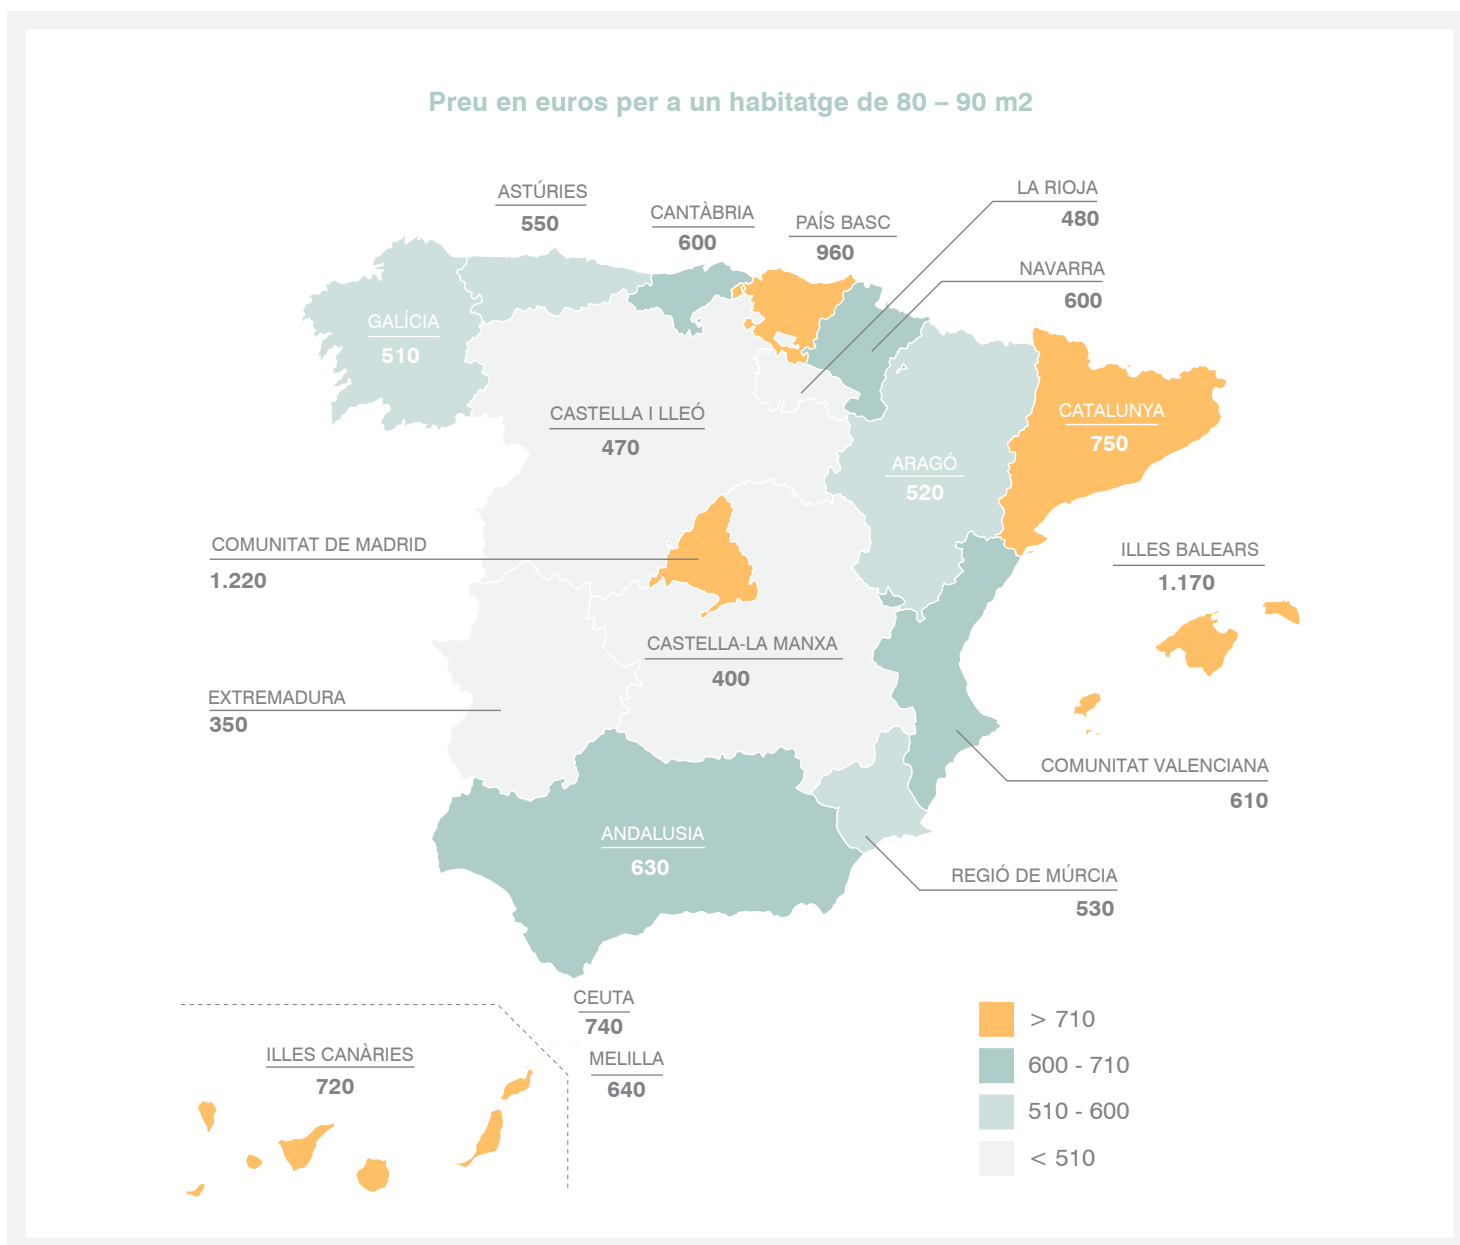 Preu en euros per a un habitatge de 80 – 90 m2
ASTÚRIES
550
CANTÀBRIA
600
PAÍS BASC
960
LA RIOJA
480
NAVARRA
600
GALÍCIA
510
CASTELLA I LLEÓ
470
CATALUNYA
750
ARAGÓ
520
COMUNITAT DE MADRID
1.220
ILLES BALEARS
1.170
CASTELLA-LA MANXA
400
EXTREMADURA
350
COMUNITAT VALENCIANA
610
ANDALUSIA
630
REGIÓ DE MÚRCIA
530
CEUTA
740
MELILLA
640
ILLES CANÀRIES
720
> 710
600 - 710
510 - 600
< 510